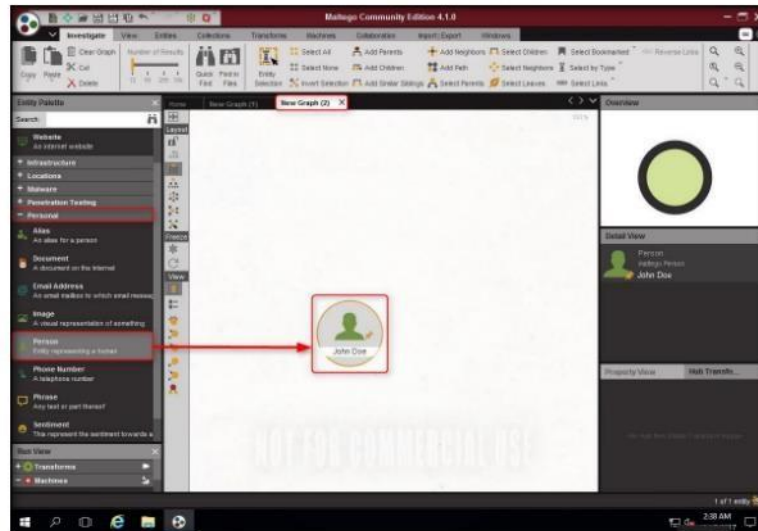 Maltego Community Edition 4.1.0
Investigate View Entities Collections Transforms Machines Collaboration Import|Export Windows
Copy Paste Clear Graph Cut Delete
Number of Results
Quick Find Find in Files
Entity Selection
Select All Add Parents Add Neighbors Select Children Select Bookmarked Reverse Links
Select None Add Children Add Path Select Neighbors Select by Type
Invert Selection Add Similar Siblings Select Parents Select Leaves Select Links
Entity Palette
Search:
Website
An internet website
Infrastructure
Locations
Malware
Penetration Testing
Personal
Alias
An alias for a person
Document
A document on the internet
Email Address
An email mailbox to which email messag
Image
A visual representation of something
Person
Entity representing a human
Phone Number
A telephone number
Phrase
Any text or part thereof
Sentiment
This represent the sentiment towards a
Run View
Transforms
Machines
Home New Graph (1) New Graph (2)
Layout
Freeze
View
John Doe
NOT FOR COMMERCIAL USE
Overview
Detail View
Person
maltego.Person
John Doe
Property View Hub Transfo...
1 of 1 entity
2:38 AM